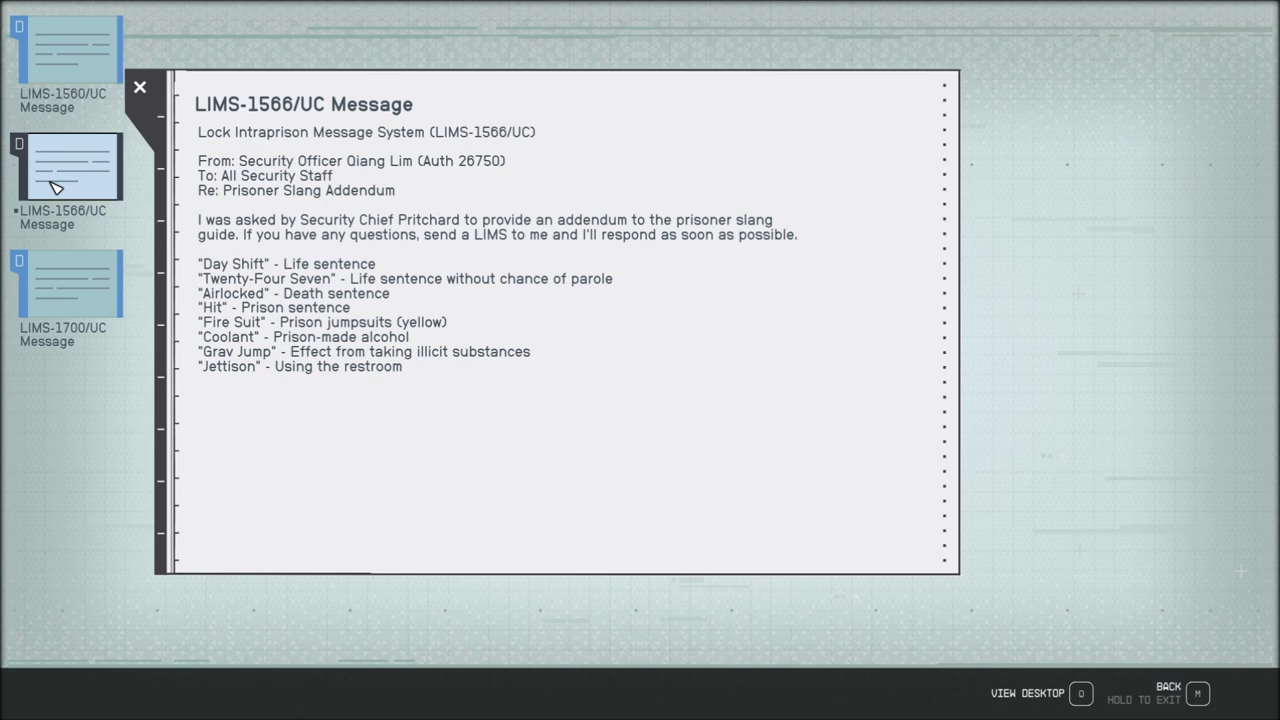 LIMS-1560/UC
Message
LIMS-1566/UC
Message
LIMS-1700/UC
Message
LIMS-1566/UC Message
Lock Intraprison Message System (LIMS-1566/UC)
From: Security Officer Qiang Lim (Auth 26750)
To: All Security Staff
Re: Prisoner Slang Addendum
I was asked by Security Chief Pritchard to provide an addendum to the prisoner slang
guide. If you have any questions, send a LIMS to me and I'll respond as soon as possible.
"Day Shift" - Life sentence
"Twenty-Four Seven" - Life sentence without chance of parole
"Airlocked" - Death sentence
"Hit" - Prison sentence
"Fire Suit" - Prison jumpsuits (yellow)
"Coolant" - Prison-made alcohol
"Grav Jump" - Effect from taking illicit substances
"Jettison" - Using the restroom
VIEW DESKTOP Q
BACK
HOLD TO EXIT M